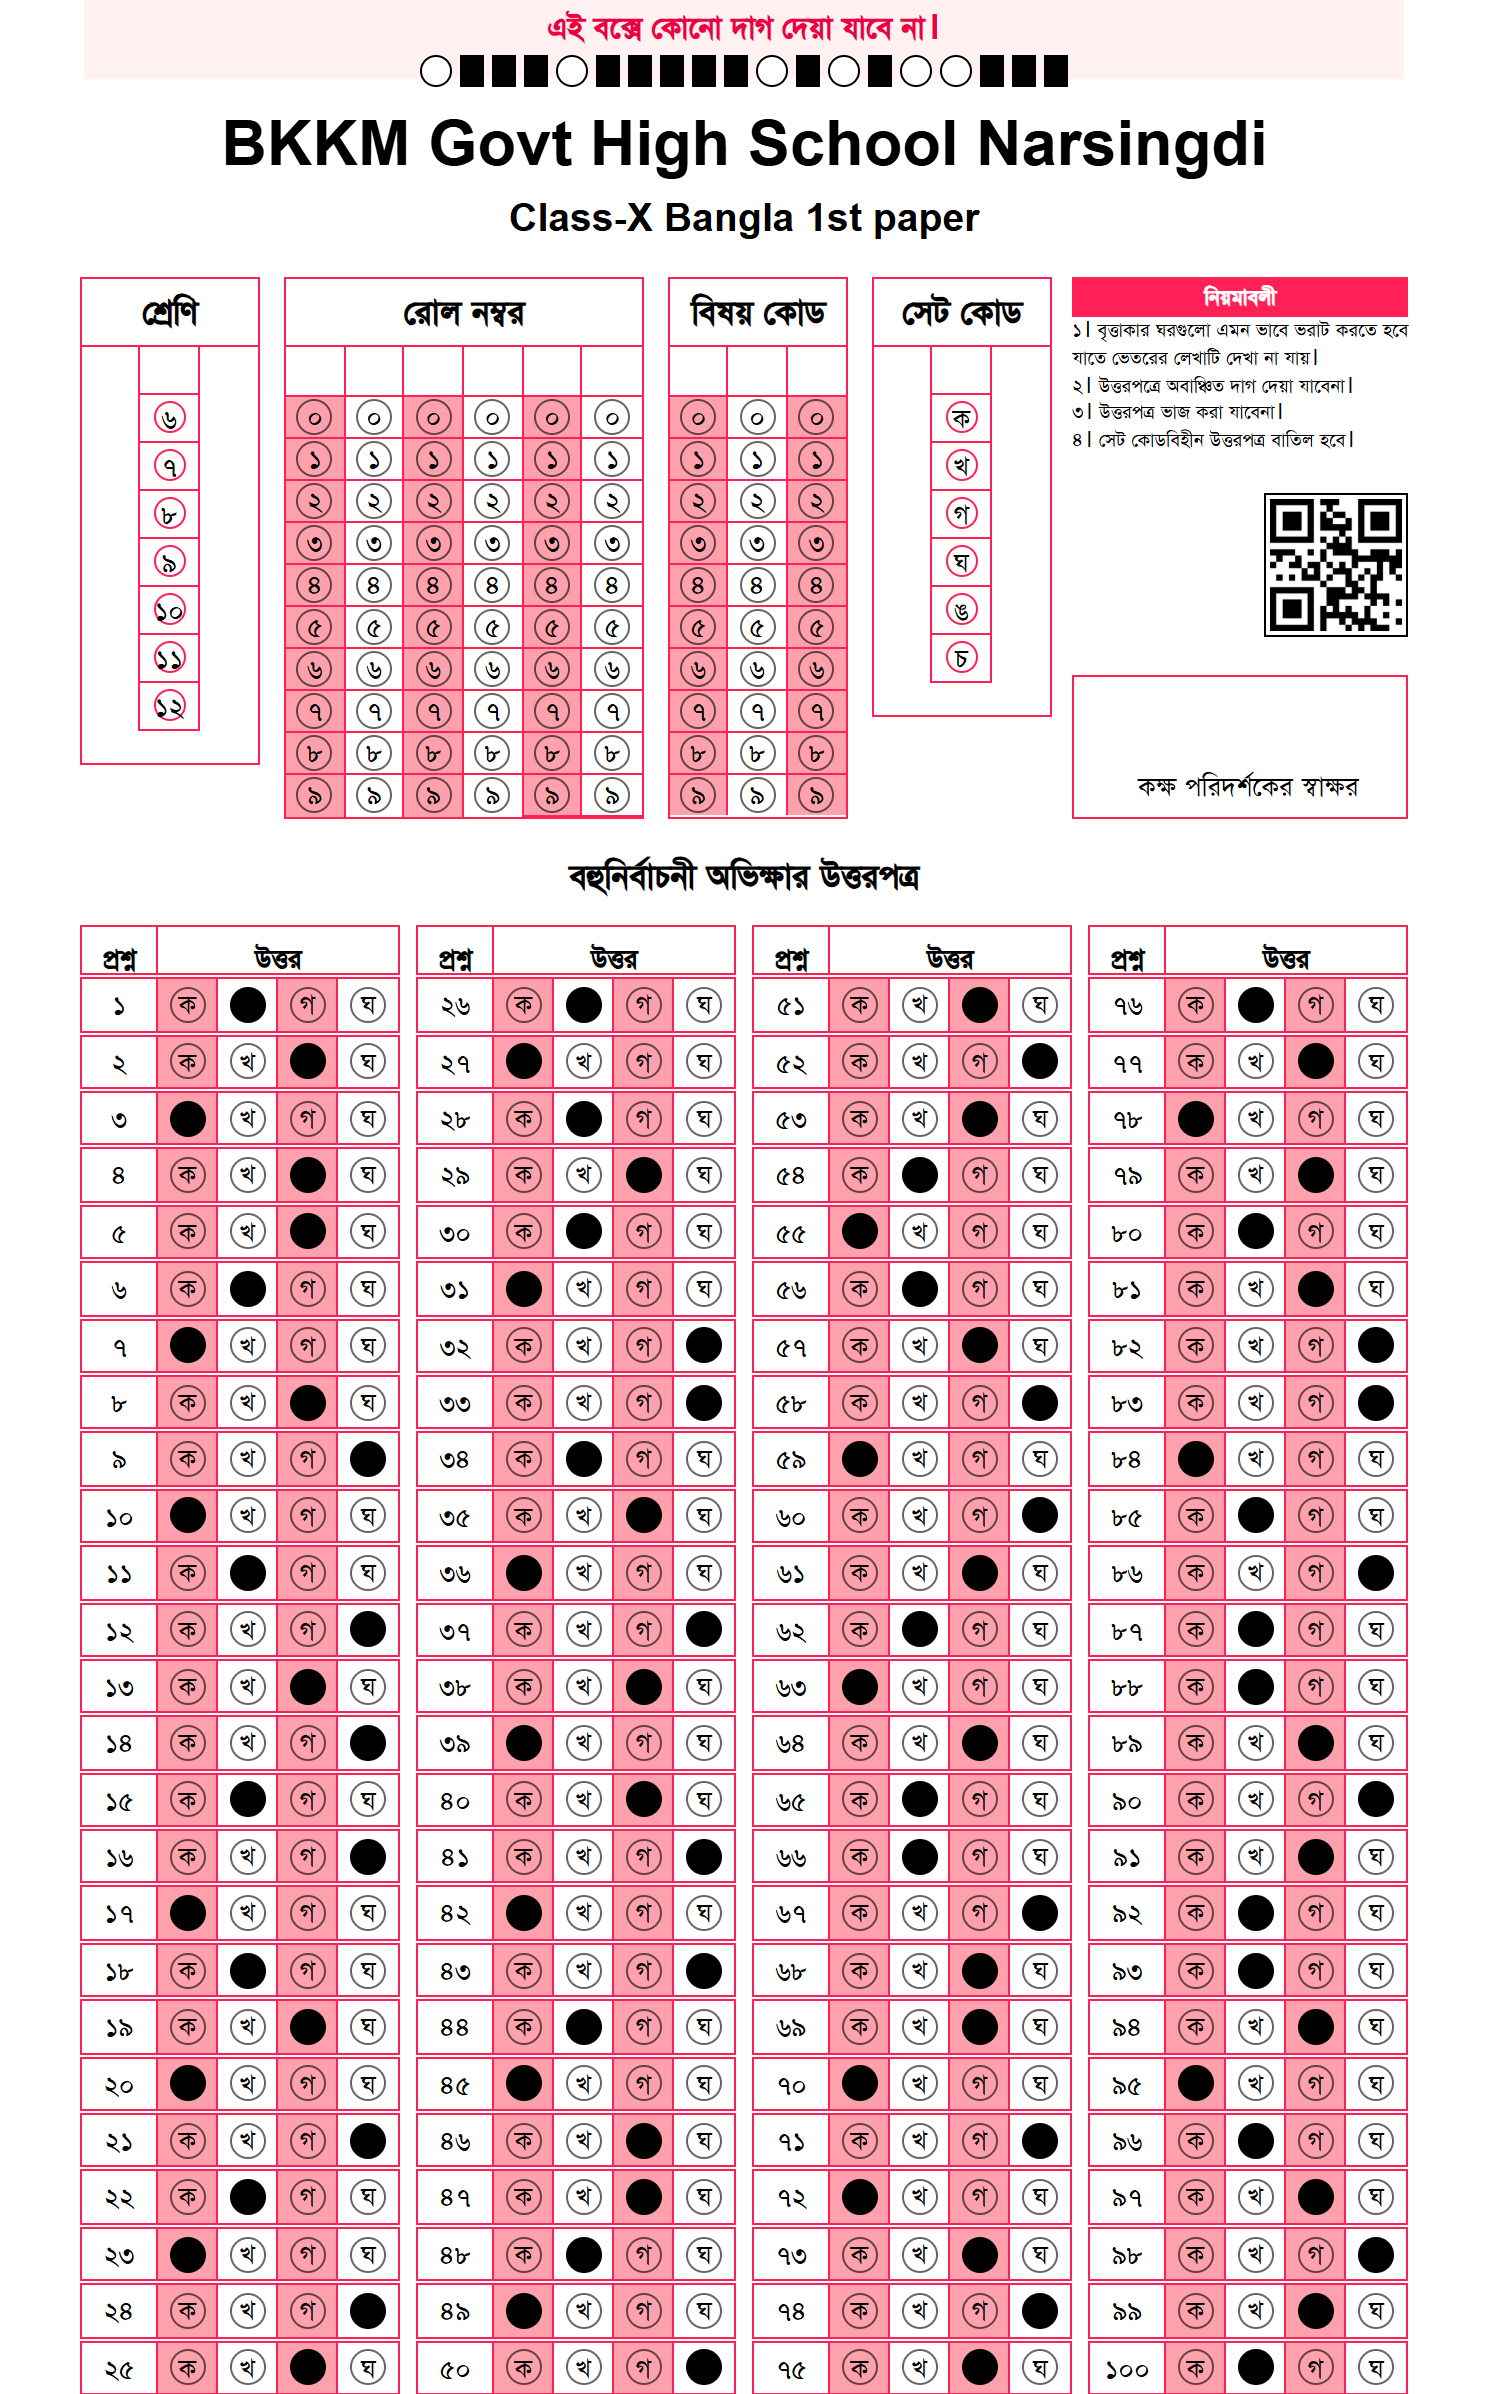 এই বক্সে কোনো দাগ দেয়া যাবে না।
BKKM Govt High School Narsingdi
Class-X Bangla 1st paper
শ্রেণি
৬
৭
৮
৯
১০
১১
১২
রোল নম্বর
০ ০ ০ ০ ০ ০
১ ১ ১ ১ ১ ১
২ ২ ২ ২ ২ ২
৩ ৩ ৩ ৩ ৩ ৩
৪ ৪ ৪ ৪ ৪ ৪
৫ ৫ ৫ ৫ ৫ ৫
৬ ৬ ৬ ৬ ৬ ৬
৭ ৭ ৭ ৭ ৭ ৭
৮ ৮ ৮ ৮ ৮ ৮
৯ ৯ ৯ ৯ ৯ ৯
বিষয় কোড
০ ০ ০
১ ১ ১
২ ২ ২
৩ ৩ ৩
৪ ৪ ৪
৫ ৫ ৫
৬ ৬ ৬
৭ ৭ ৭
৮ ৮ ৮
৯ ৯ ৯
সেট কোড
ক
খ
গ
ঘ
ঙ
চ
নিয়মাবলী
১। বৃত্তাকার ঘরগুলো এমন ভাবে ভরাট করতে হবে
যাতে ভেতরের লেখাটি দেখা না যায়।
২। উত্তরপত্রে অবাঞ্চিত দাগ দেয়া যাবেনা।
৩। উত্তরপত্র ভাজ করা যাবেনা।
৪। সেট কোডবিহীন উত্তরপত্র বাতিল হবে।
কক্ষ পরিদর্শকের স্বাক্ষর
বহুনির্বাচনী অভিক্ষার উত্তরপত্র
প্রশ্ন উত্তর
১ ক গ ঘ
২ ক খ ঘ
৩ খ গ ঘ
৪ ক খ ঘ
৫ ক খ ঘ
৬ ক গ ঘ
৭ খ গ ঘ
৮ ক খ ঘ
৯ ক খ গ
১০ খ গ ঘ
১১ ক গ ঘ
১২ ক খ গ
১৩ ক খ ঘ
১৪ ক খ গ
১৫ ক গ ঘ
১৬ ক খ গ
১৭ খ গ ঘ
১৮ ক গ ঘ
১৯ ক খ ঘ
২০ খ গ ঘ
২১ ক খ গ
২২ ক গ ঘ
২৩ খ গ ঘ
২৪ ক খ গ
২৫ ক খ ঘ
প্রশ্ন উত্তর
২৬ ক গ ঘ
২৭ খ গ ঘ
২৮ ক গ ঘ
২৯ ক খ ঘ
৩০ ক গ ঘ
৩১ খ গ ঘ
৩২ ক খ গ
৩৩ ক খ গ
৩৪ ক গ ঘ
৩৫ ক খ ঘ
৩৬ খ গ ঘ
৩৭ ক খ গ
৩৮ ক খ ঘ
৩৯ খ গ ঘ
৪০ ক খ ঘ
৪১ ক খ গ
৪২ খ গ ঘ
৪৩ ক খ গ
৪৪ ক গ ঘ
৪৫ খ গ ঘ
৪৬ ক খ ঘ
৪৭ ক খ ঘ
৪৮ ক গ ঘ
৪৯ খ গ ঘ
৫০ ক খ গ
প্রশ্ন উত্তর
৫১ ক খ ঘ
৫২ ক খ গ
৫৩ ক খ ঘ
৫৪ ক গ ঘ
৫৫ খ গ ঘ
৫৬ ক গ ঘ
৫৭ ক খ ঘ
৫৮ ক খ গ
৫৯ খ গ ঘ
৬০ ক খ গ
৬১ ক খ ঘ
৬২ ক গ ঘ
৬৩ খ গ ঘ
৬৪ ক খ ঘ
৬৫ ক গ ঘ
৬৬ ক গ ঘ
৬৭ ক খ গ
৬৮ ক খ ঘ
৬৯ ক খ ঘ
৭০ খ গ ঘ
৭১ ক খ গ
৭২ খ গ ঘ
৭৩ ক খ ঘ
৭৪ ক খ গ
৭৫ ক খ ঘ
প্রশ্ন উত্তর
৭৬ ক গ ঘ
৭৭ ক খ ঘ
৭৮ খ গ ঘ
৭৯ ক খ ঘ
৮০ ক গ ঘ
৮১ ক খ ঘ
৮২ ক খ গ
৮৩ ক খ গ
৮৪ খ গ ঘ
৮৫ ক গ ঘ
৮৬ ক খ গ
৮৭ ক গ ঘ
৮৮ ক গ ঘ
৮৯ ক খ ঘ
৯০ ক খ গ
৯১ ক খ ঘ
৯২ ক গ ঘ
৯৩ ক গ ঘ
৯৪ ক খ ঘ
৯৫ খ গ ঘ
৯৬ ক গ ঘ
৯৭ ক খ ঘ
৯৮ ক খ গ
৯৯ ক খ ঘ
১০০ ক গ ঘ